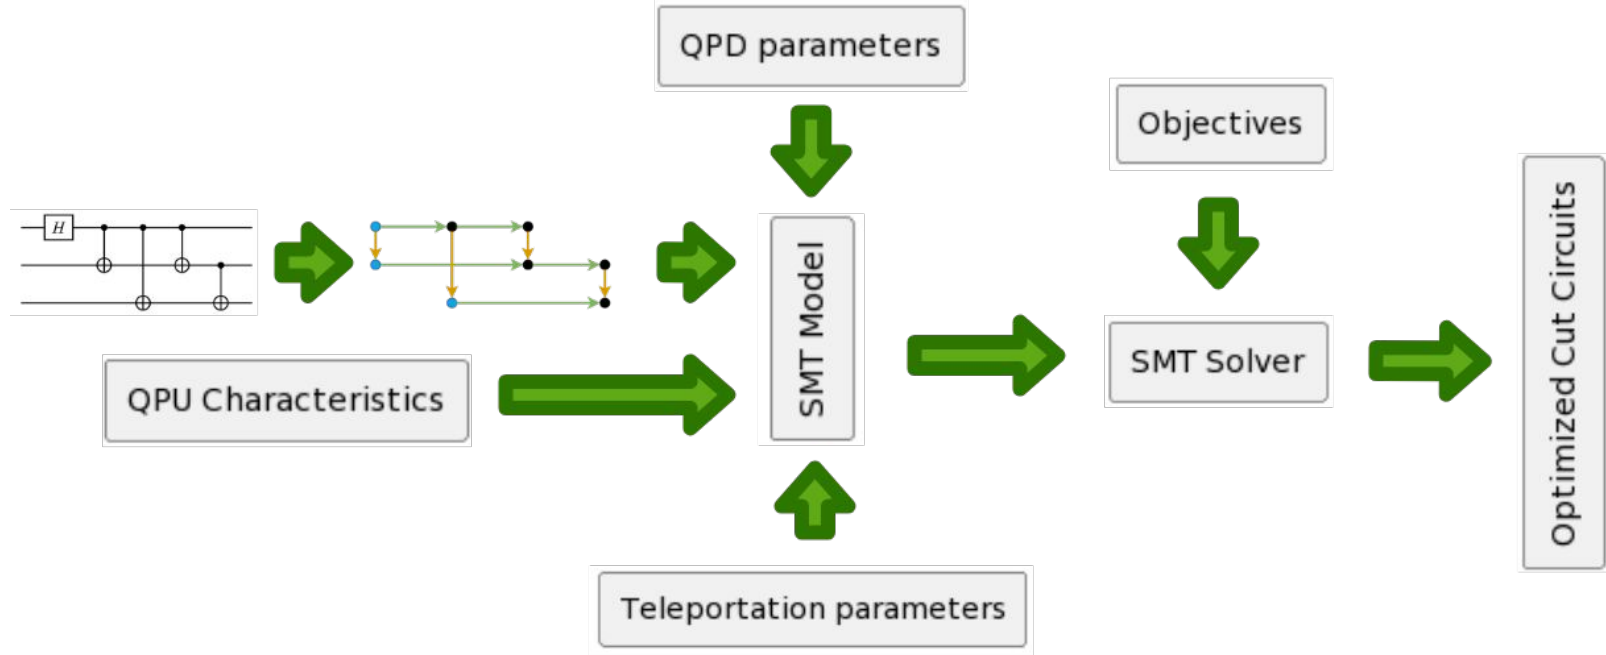 QPD parameters
Objectives
H
QPU Characteristics
SMT Model
SMT Solver
Optimized Cut Circuits
Teleportation parameters